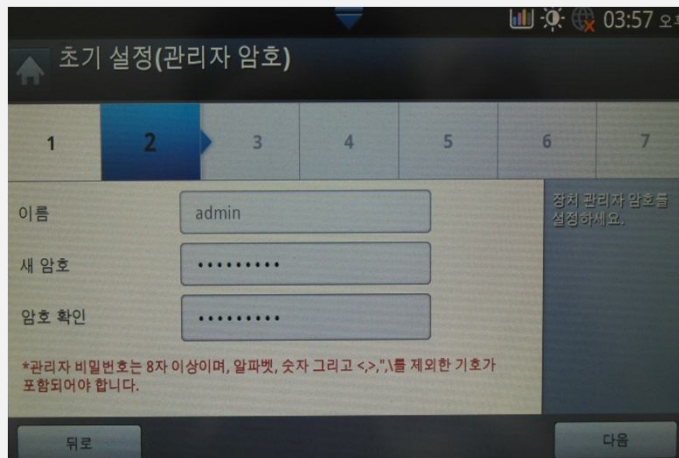 03:57 오
초기 설정(관리자 암호)
1 2 3 4 5 6 7
이름 admin
장치 관리자 암호를
설정하세요.
새 암호 •••••••••
암호 확인 •••••••••
*관리자 비밀번호는 8자 이상이며, 알파벳, 숫자 그리고 <,>,",\를 제외한 기호가
포함되어야 합니다.
뒤로 다음